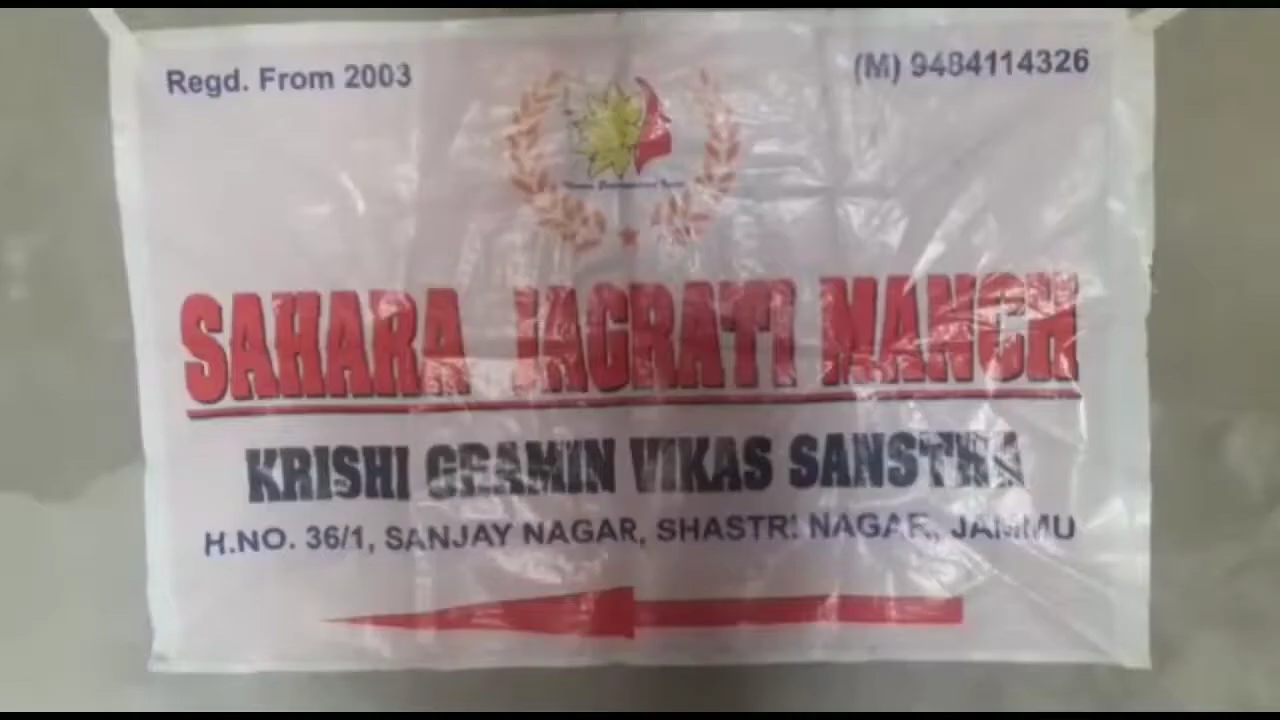 Regd. From 2003
(M) 9484114326
SAHARA JAGRATI MANCH
KRISHI GRAMIN VIKAS SANSTHA
H.NO. 36/1, SANJAY NAGAR, SHASTRI NAGAR, JAMMU